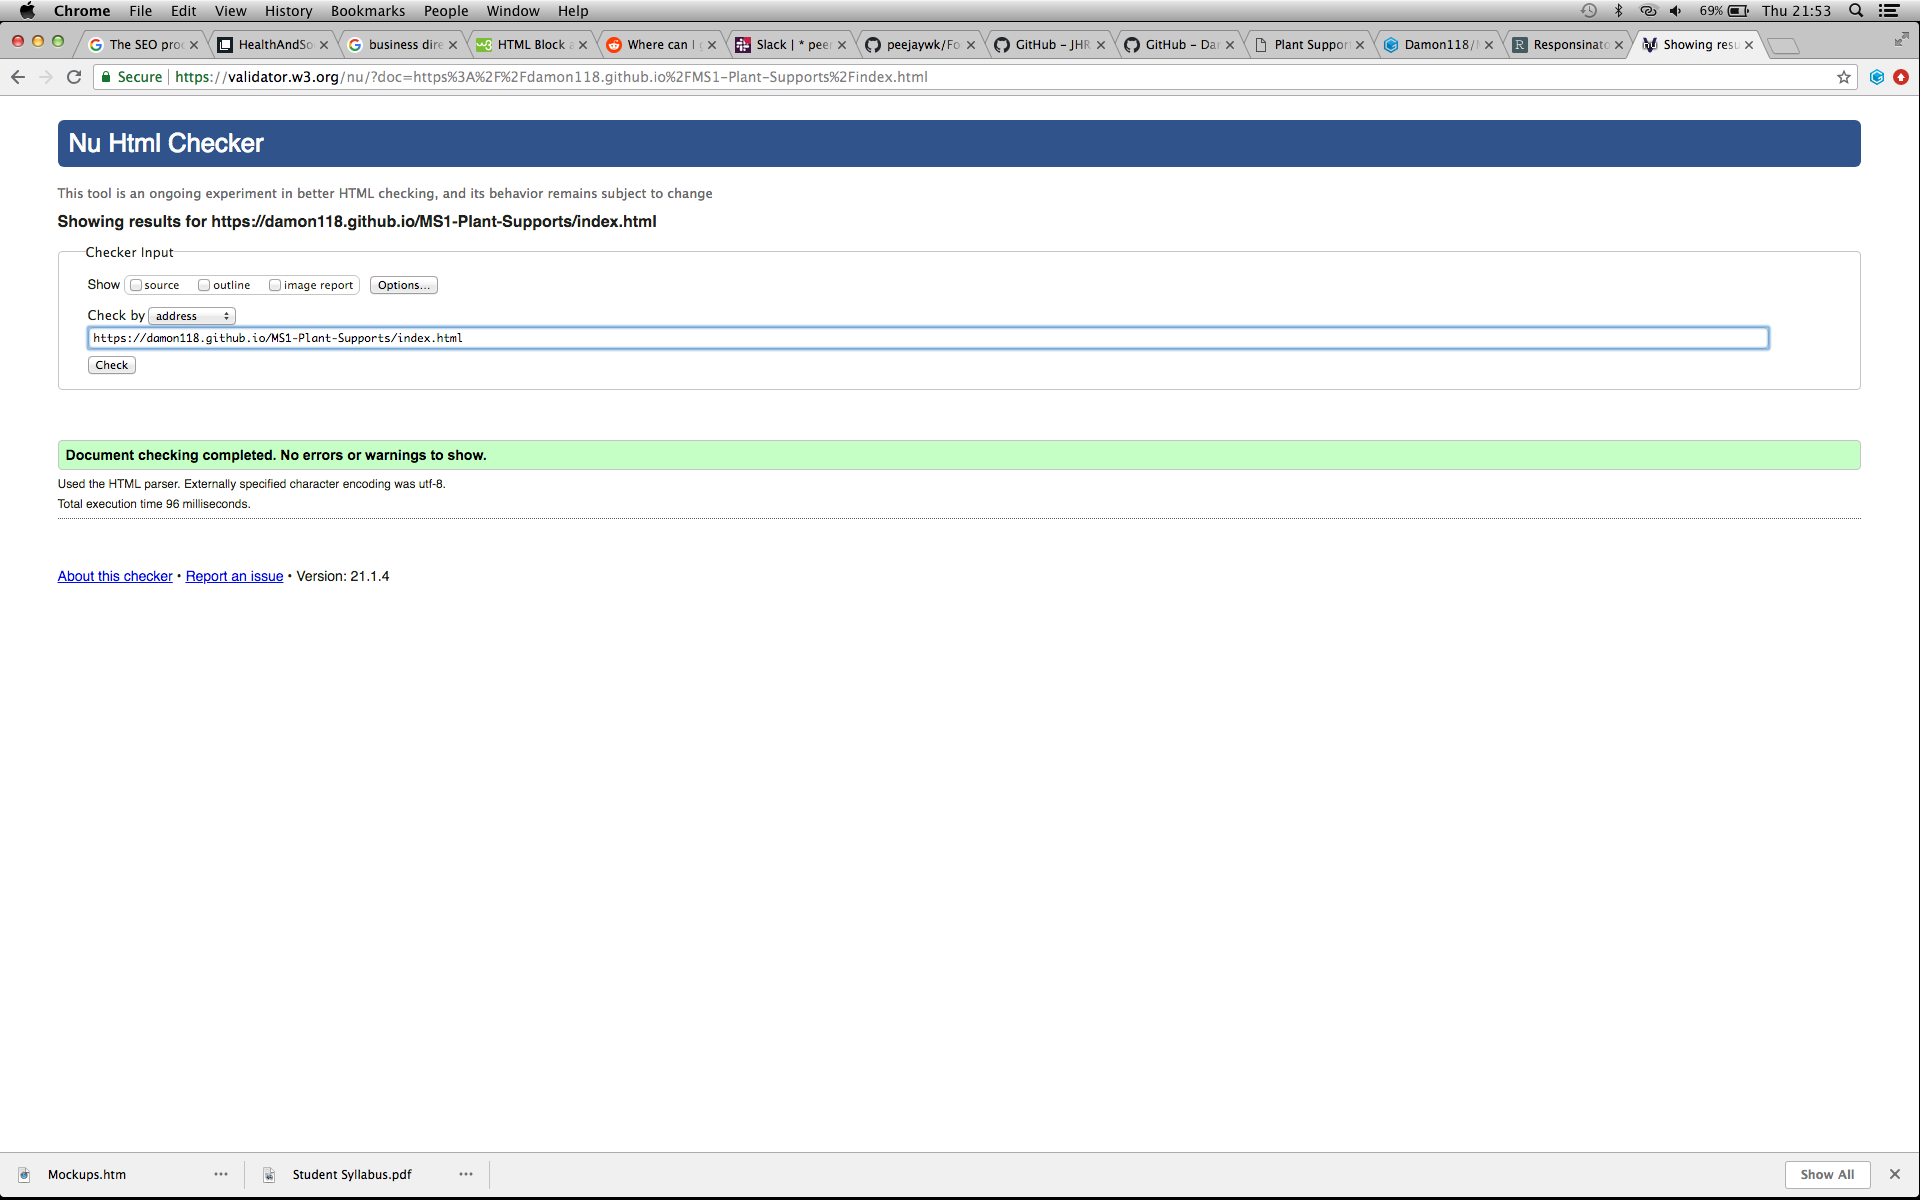 Chrome File Edit View History Bookmarks People Window Help 69% Thu 21:53
The SEO pro HealthAndSo business dire HTML Block a Where can I g Slack | * peer peejaywk/Fo GitHub – JHR GitHub – Da Plant Suppor Damon118/ Responsinato Showing resu
Secure https://validator.w3.org/nu/?doc=https%3A%2F%2Fdamon118.github.io%2FMS1-Plant-Supports%2Findex.html
Nu Html Checker
This tool is an ongoing experiment in better HTML checking, and its behavior remains subject to change
Showing results for https://damon118.github.io/MS1-Plant-Supports/index.html
Checker Input
Show source outline image report Options...
Check by address
https://damon118.github.io/MS1-Plant-Supports/index.html
Check
Document checking completed. No errors or warnings to show.
Used the HTML parser. Externally specified character encoding was utf-8.
Total execution time 96 milliseconds.
About this checker • Report an issue • Version: 21.1.4
Mockups.htm Student Syllabus.pdf Show All